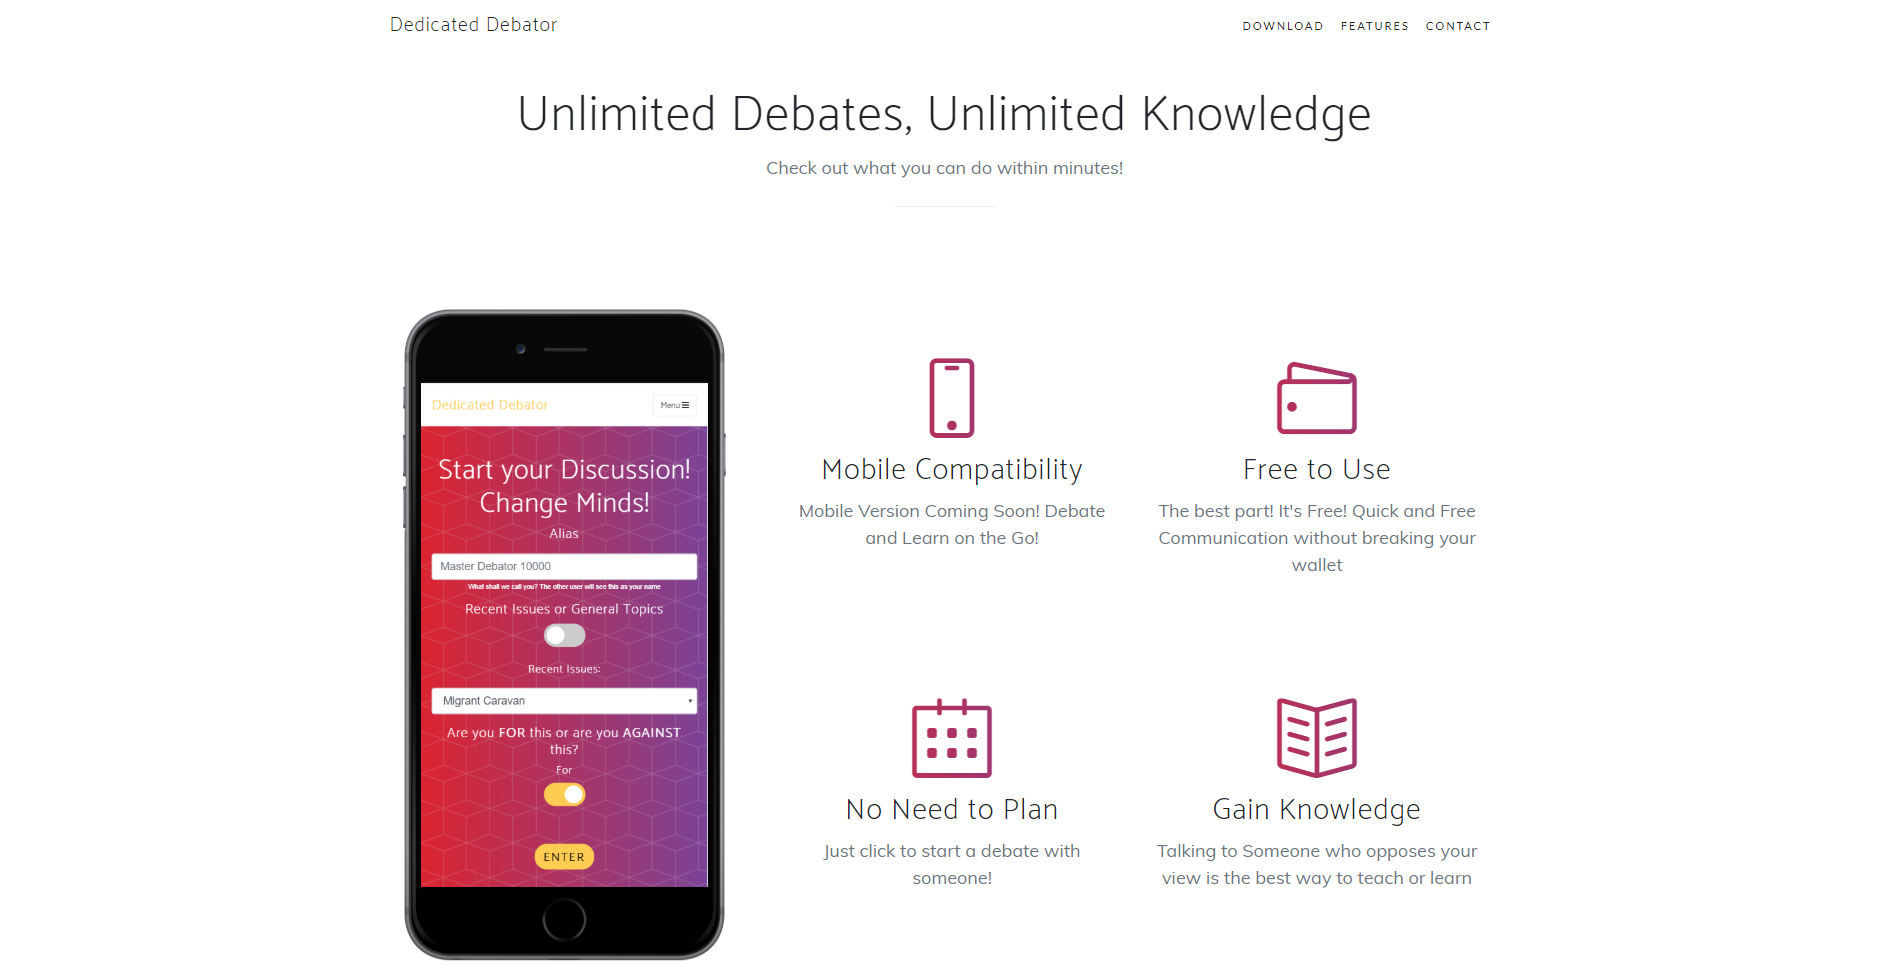 Dedicated Debator
DOWNLOAD FEATURES CONTACT
Unlimited Debates, Unlimited Knowledge
Check out what you can do within minutes!
Dedicated Debator
Menu
Start your Discussion!
Change Minds!
Alias
Master Debator 10000
What shall we call you? The other user will see this as your name
Recent Issues or General Topics
Recent Issues:
Migrant Caravan
Are you FOR this or are you AGAINST
this?
For
ENTER
Mobile Compatibility
Mobile Version Coming Soon! Debate
and Learn on the Go!
Free to Use
The best part! It's Free! Quick and Free
Communication without breaking your
wallet
No Need to Plan
Just click to start a debate with
someone!
Gain Knowledge
Talking to Someone who opposes your
view is the best way to teach or learn